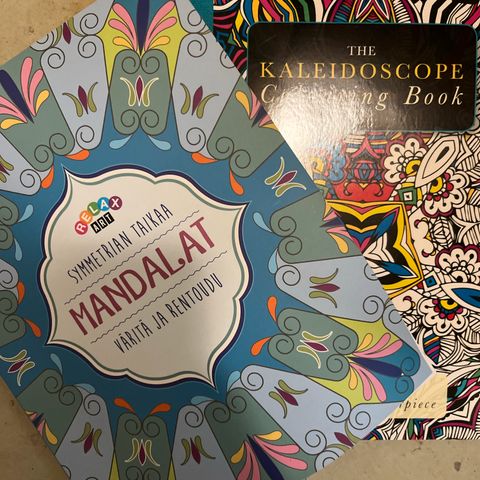 RELAX
ART
SYMMETRIAN TAIKAA
MANDALAT
VÄRITÄ JA RENTOUDU
THE
KALEIDOSCOPE
Book